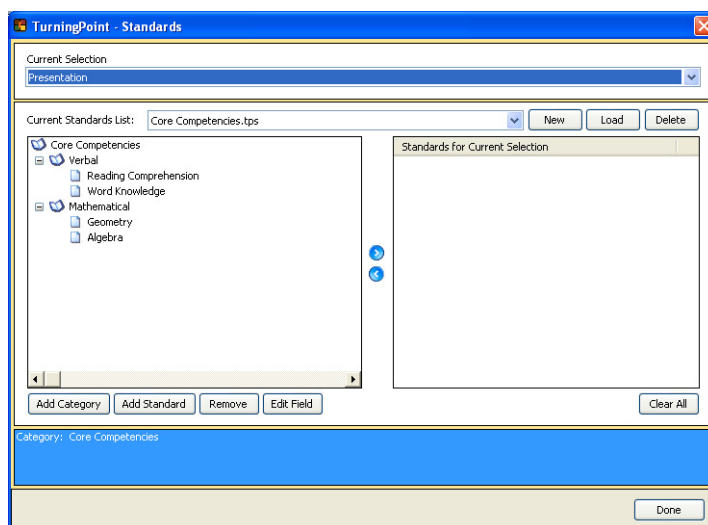 TurningPoint - Standards
Current Selection
Presentation
Current Standards List: Core Competencies.tps New Load Delete
Core Competencies
Verbal
Reading Comprehension
Word Knowledge
Mathematical
Geometry
Algebra
Standards for Current Selection
Add Category Add Standard Remove Edit Field Clear All
Category: Core Competencies
Done